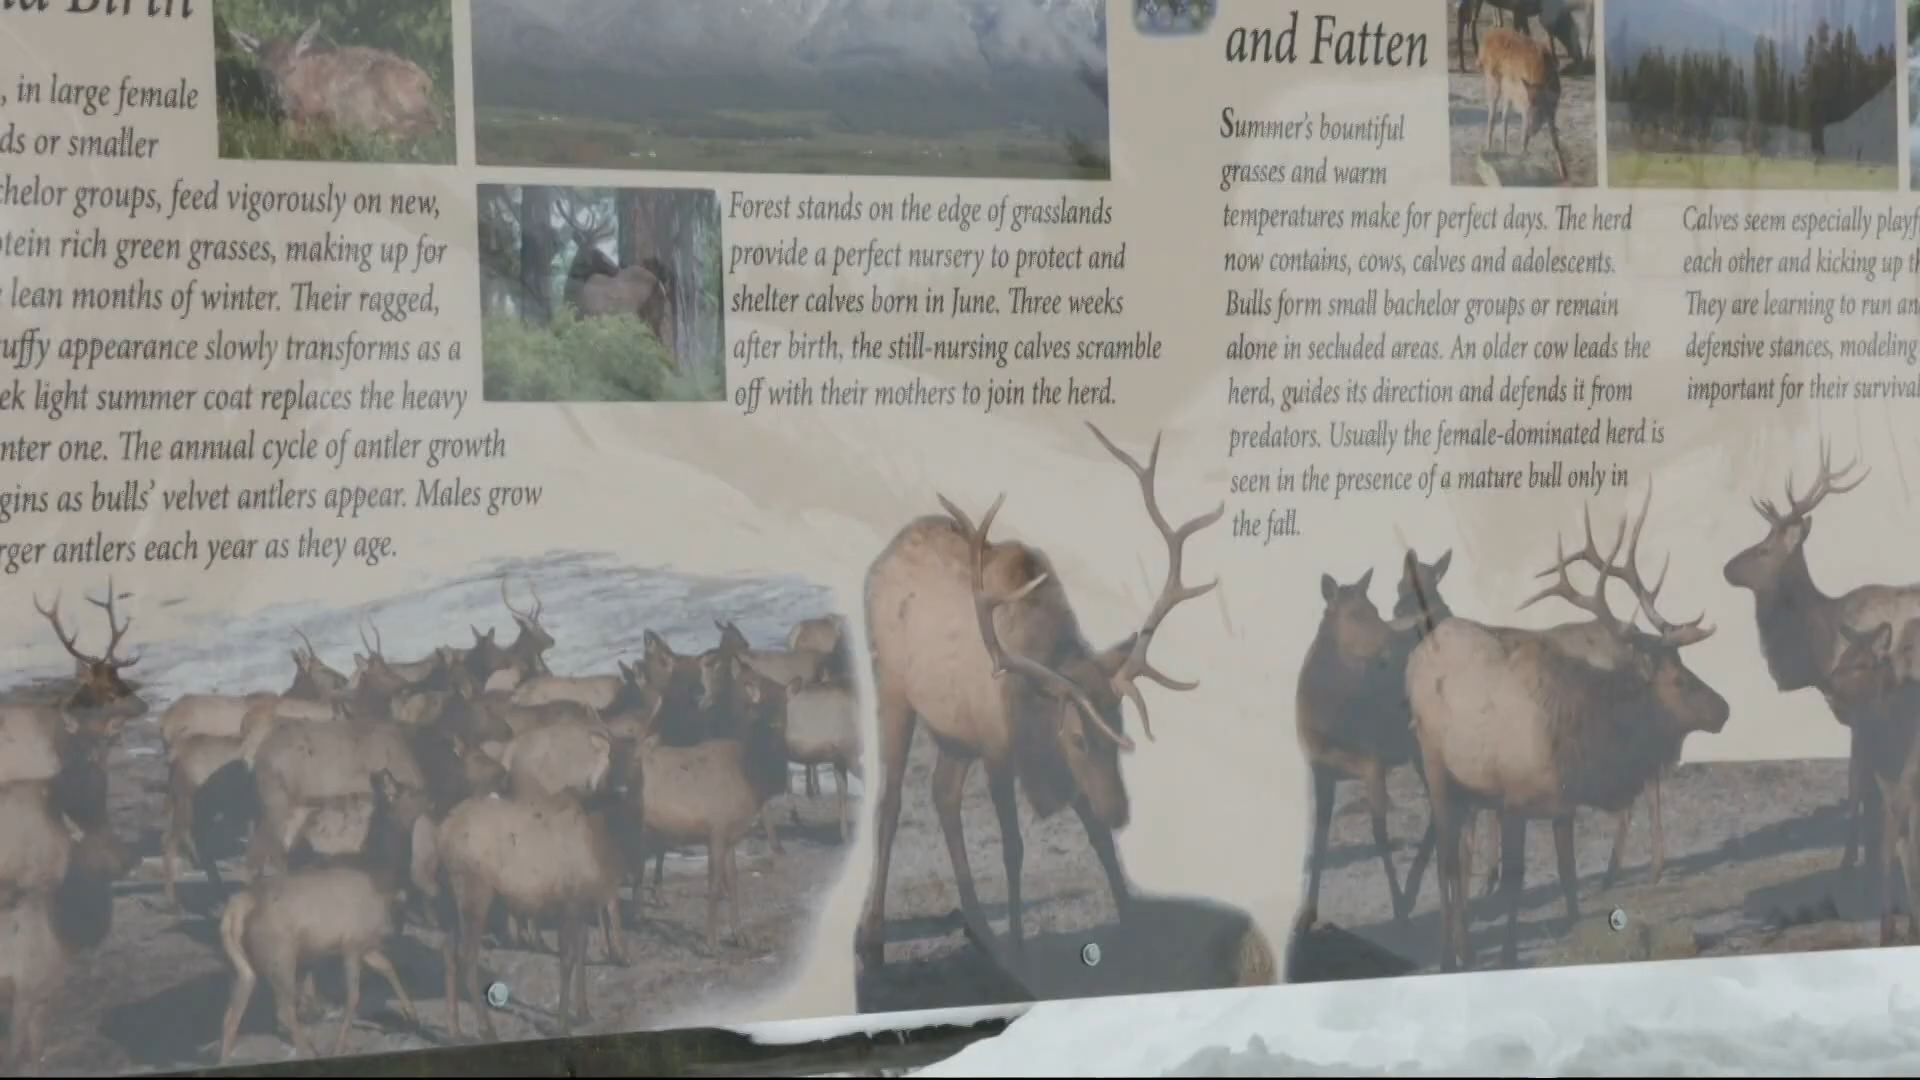 Birth
, in large female
ds or smaller
chelor groups, feed vigorously on new,
tein rich green grasses, making up for
lean months of winter. Their ragged,
uffy appearance slowly transforms as a
ek light summer coat replaces the heavy
nter one. The annual cycle of antler growth
gins as bulls' velvet antlers appear. Males grow
rger antlers each year as they age.
Forest stands on the edge of grasslands
provide a perfect nursery to protect and
shelter calves born in June. Three weeks
after birth, the still-nursing calves scramble
off with their mothers to join the herd.
and Fatten
Summer's bountiful
grasses and warm
temperatures make for perfect days. The herd
now contains, cows, calves and adolescents.
Bulls form small bachelor groups or remain
alone in secluded areas. An older cow leads the
herd, guides its direction and defends it from
predators. Usually the female-dominated herd is
seen in the presence of a mature bull only in
the fall.
Calves seem especially playf
each other and kicking up th
They are learning to run an
defensive stances, modeling
important for their survival